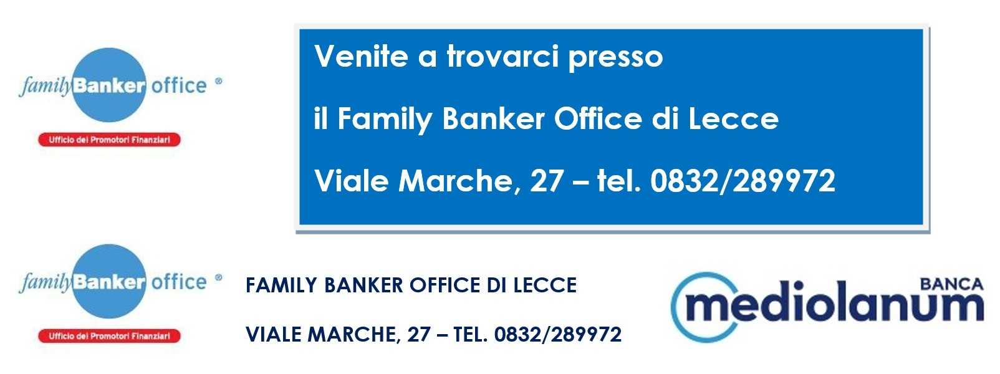 familyBanker office ®
Ufficio dei Promotori Finanziari
Venite a trovarci presso
il Family Banker Office di Lecce
Viale Marche, 27 – tel. 0832/289972
familyBanker office ®
Ufficio dei Promotori Finanziari
FAMILY BANKER OFFICE DI LECCE
VIALE MARCHE, 27 – TEL. 0832/289972
BANCA
mediolanum